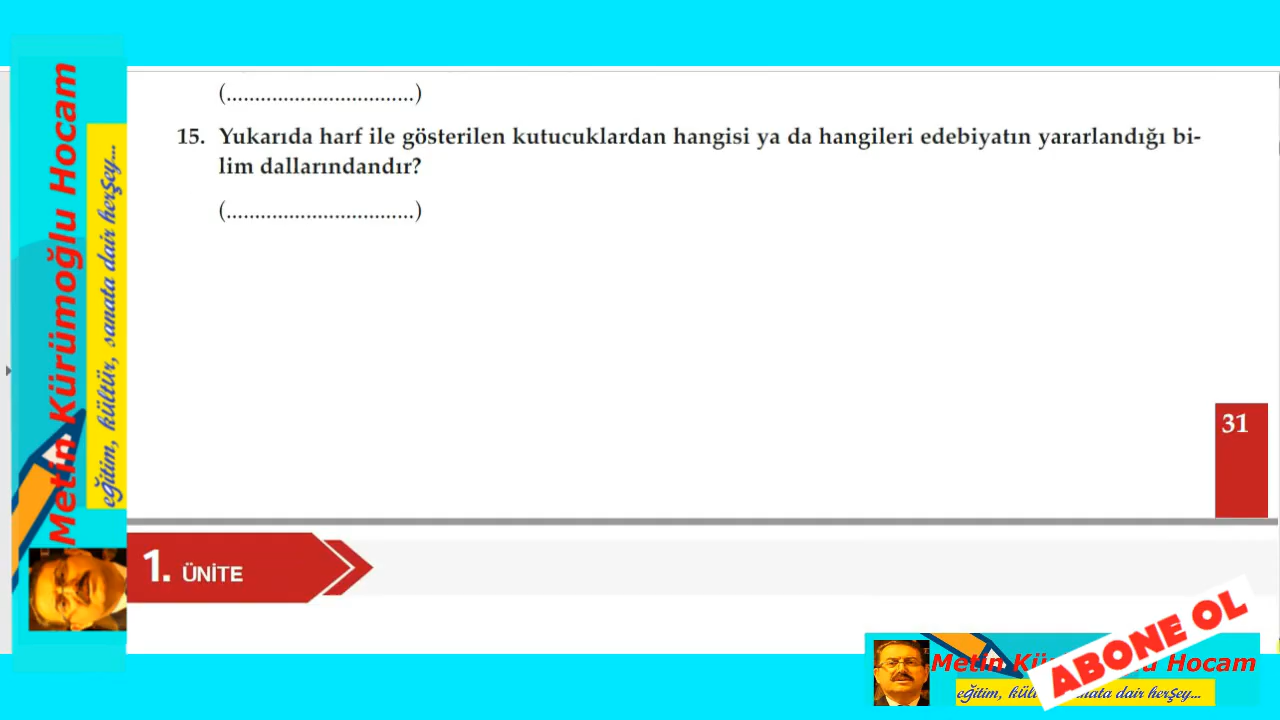 Metin Kürümoğlu Hocam
eğitim, kültür, sanata dair herşey...
(.................................)
15. Yukarıda harf ile gösterilen kutucuklardan hangisi ya da hangileri edebiyatın yararlandığı bi-
lim dallarındandır?
(.................................)
31
1. ÜNİTE
Metin Hocam
eğitim, dair herşey...
ABONE OL